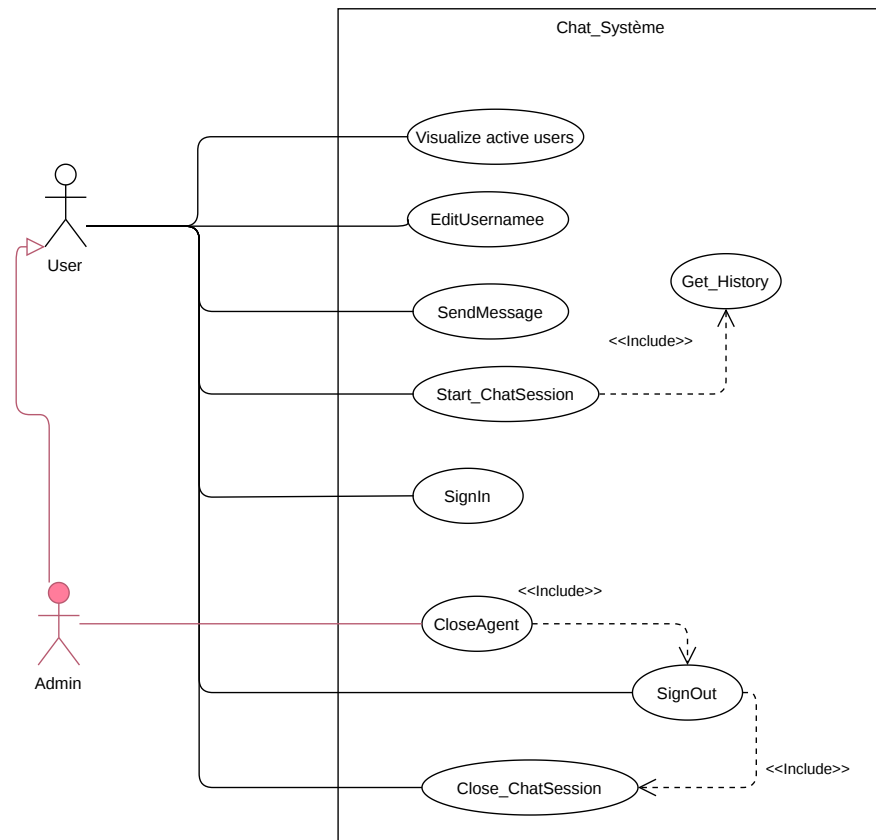 Chat_Système
Visualize active users
EditUsernamee
User
Get_History
SendMessage
<<Include>>
Start_ChatSession
SignIn
<<Include>>
CloseAgent
Admin
SignOut
<<Include>>
Close_ChatSession